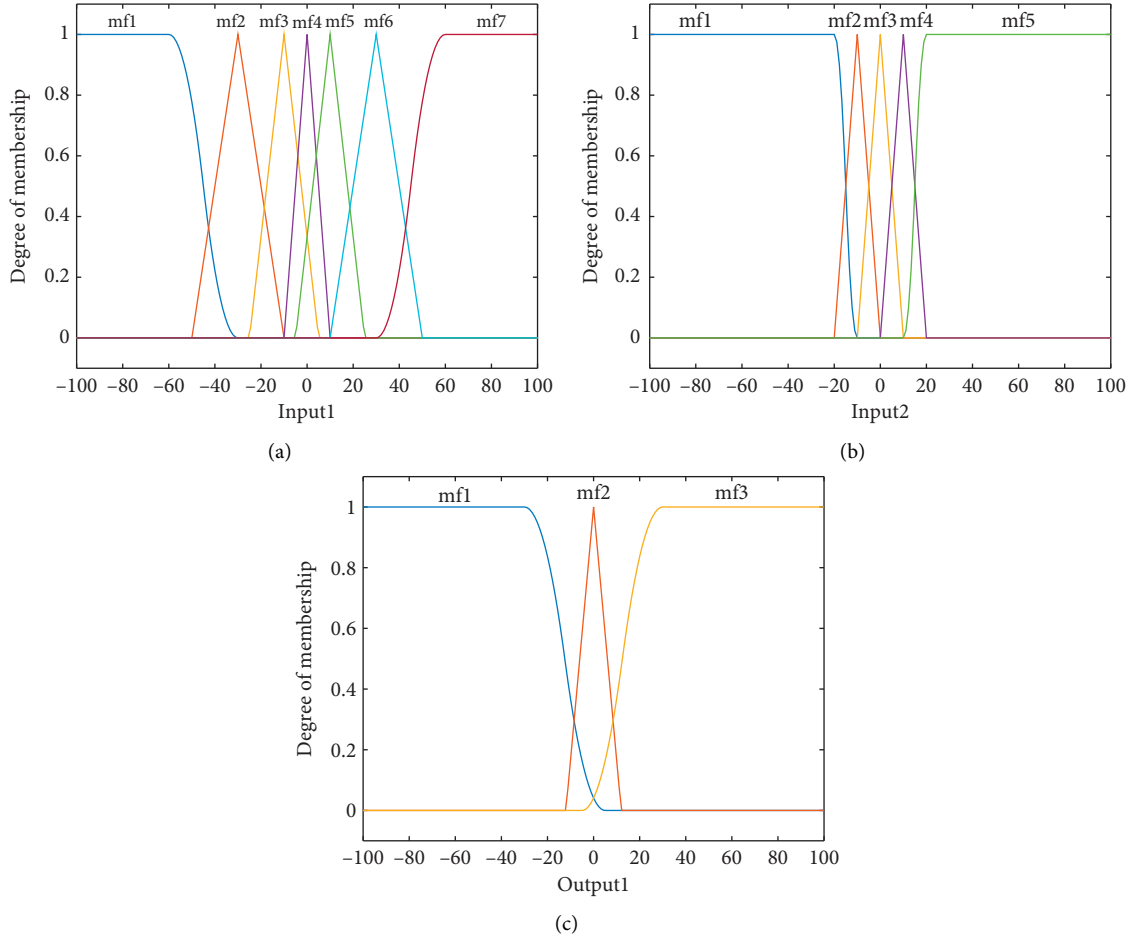 mf1 mf2 mf3 mf4 mf5 mf6 mf7
1
0.8
0.6
0.4
0.2
0
Degree of membership
–100 –80 –60 –40 –20 0 20 40 60 80 100
Input1
(a)
mf1 mf2 mf3 mf4 mf5
1
0.8
0.6
0.4
0.2
0
Degree of membership
–100 –80 –60 –40 –20 0 20 40 60 80 100
Input2
(b)
mf1 mf2 mf3
1
0.8
0.6
0.4
0.2
0
Degree of membership
–100 –80 –60 –40 –20 0 20 40 60 80 100
Output1
(c)